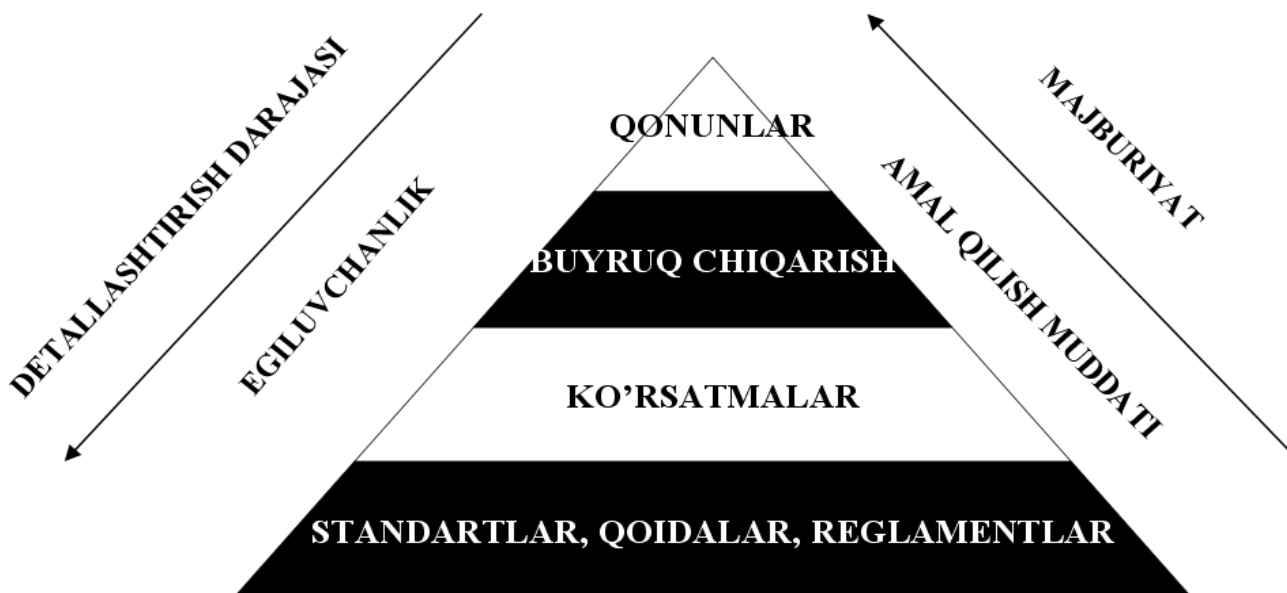 DETALLASHTIRISH DARAJASI
EGILUVCHANLIK
QONUNLAR
BUYRUQ CHIQARISH
KO’RSATMALAR
STANDARTLAR, QOIDALAR, REGLAMENTLAR
AMAL QILISH MUDDATI
MAJBURIYAT